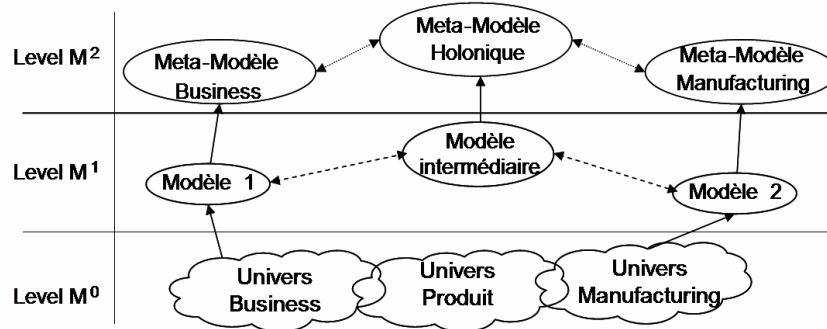 Level M²
Meta-Modèle
Business
Meta-Modèle
Holonique
Meta-Modèle
Manufacturing
Level M¹
Modèle 1
Modèle
intermédiaire
Modèle 2
Level M⁰
Univers
Business
Univers
Produit
Univers
Manufacturing